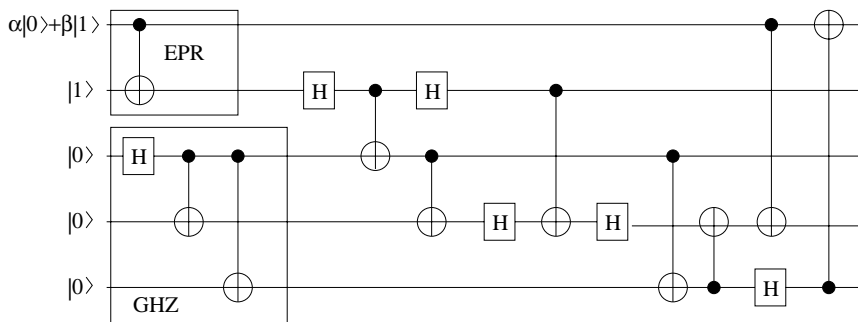 α|0⟩+β|1⟩
EPR
|1⟩ H H
|0⟩ H
|0⟩ H H
|0⟩ H
GHZ